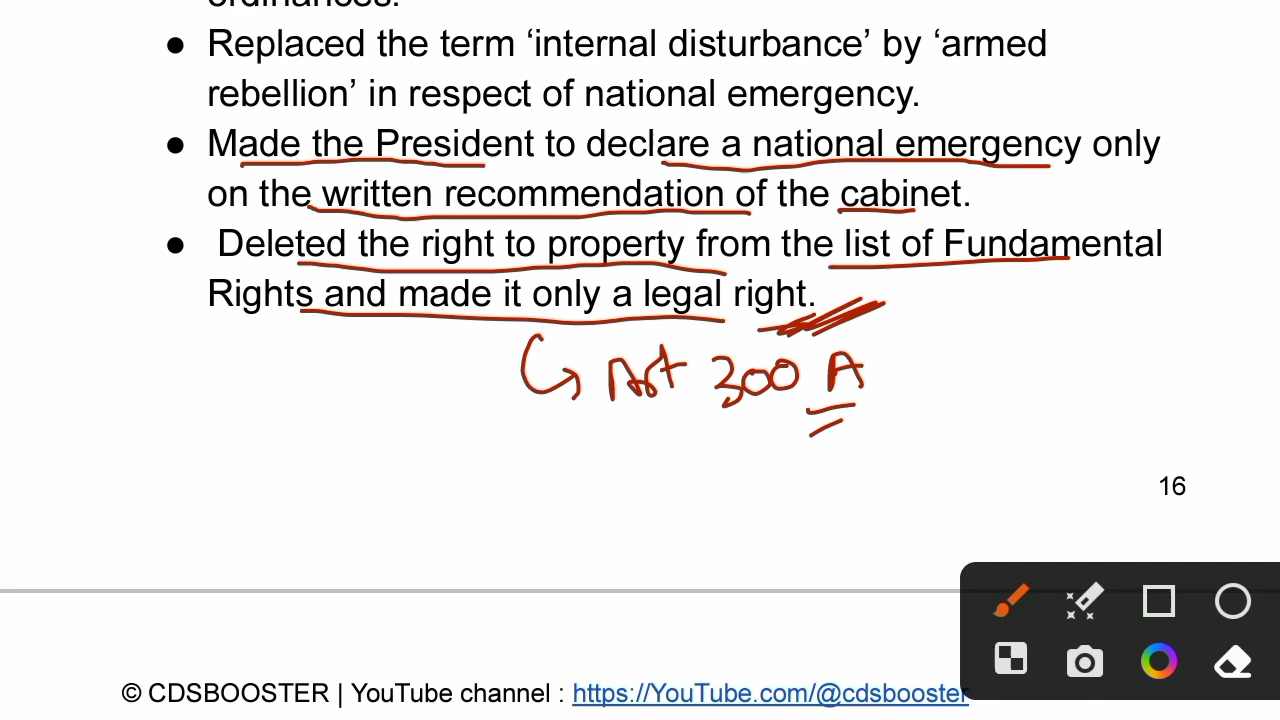 ordinances.
● Replaced the term ‘internal disturbance’ by ‘armed
rebellion’ in respect of national emergency.
● Made the President to declare a national emergency only
on the written recommendation of the cabinet.
● Deleted the right to property from the list of Fundamental
Rights and made it only a legal right.
Art 300 A
16
© CDSBOOSTER | YouTube channel : https://YouTube.com/@cdsbooster